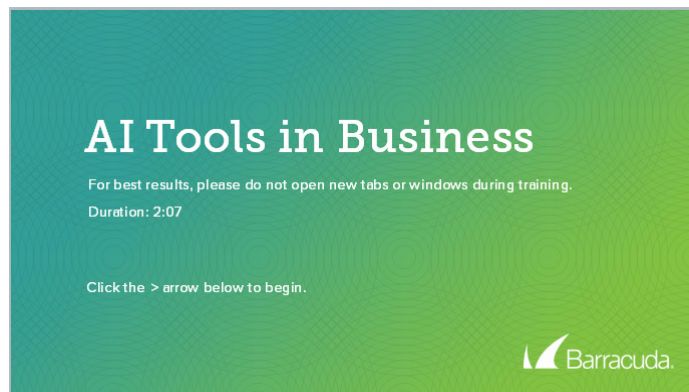 AI Tools in Business
For best results, please do not open new tabs or windows during training.
Duration: 2:07
Click the > arrow below to begin.
Barracuda.